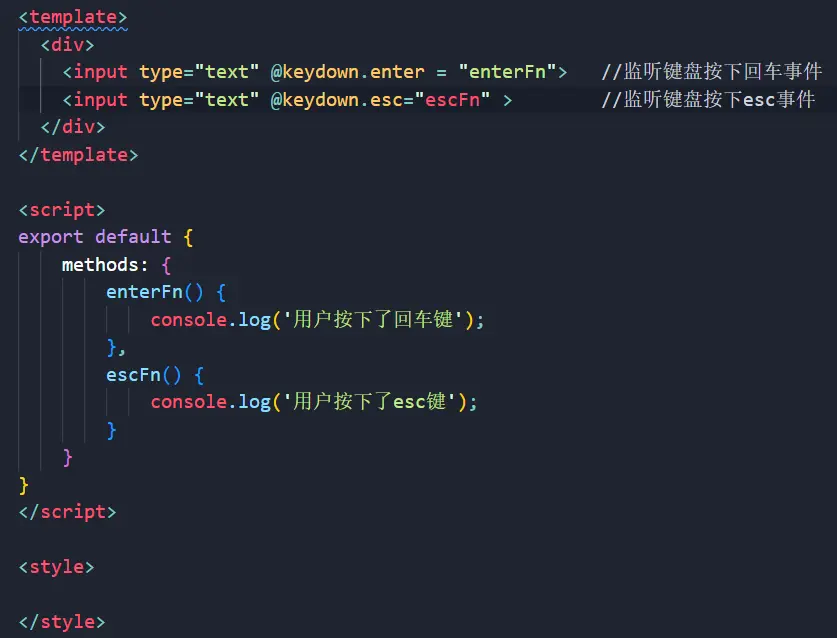 <template>
<div>
<input type="text" @keydown.enter = "enterFn"> //监听键盘按下回车事件
<input type="text" @keydown.esc="escFn" > //监听键盘按下esc事件
</div>
</template>
<script>
export default {
methods: {
enterFn() {
console.log('用户按下了回车键');
},
escFn() {
console.log('用户按下了esc键');
}
}
}
</script>
<style>
</style>